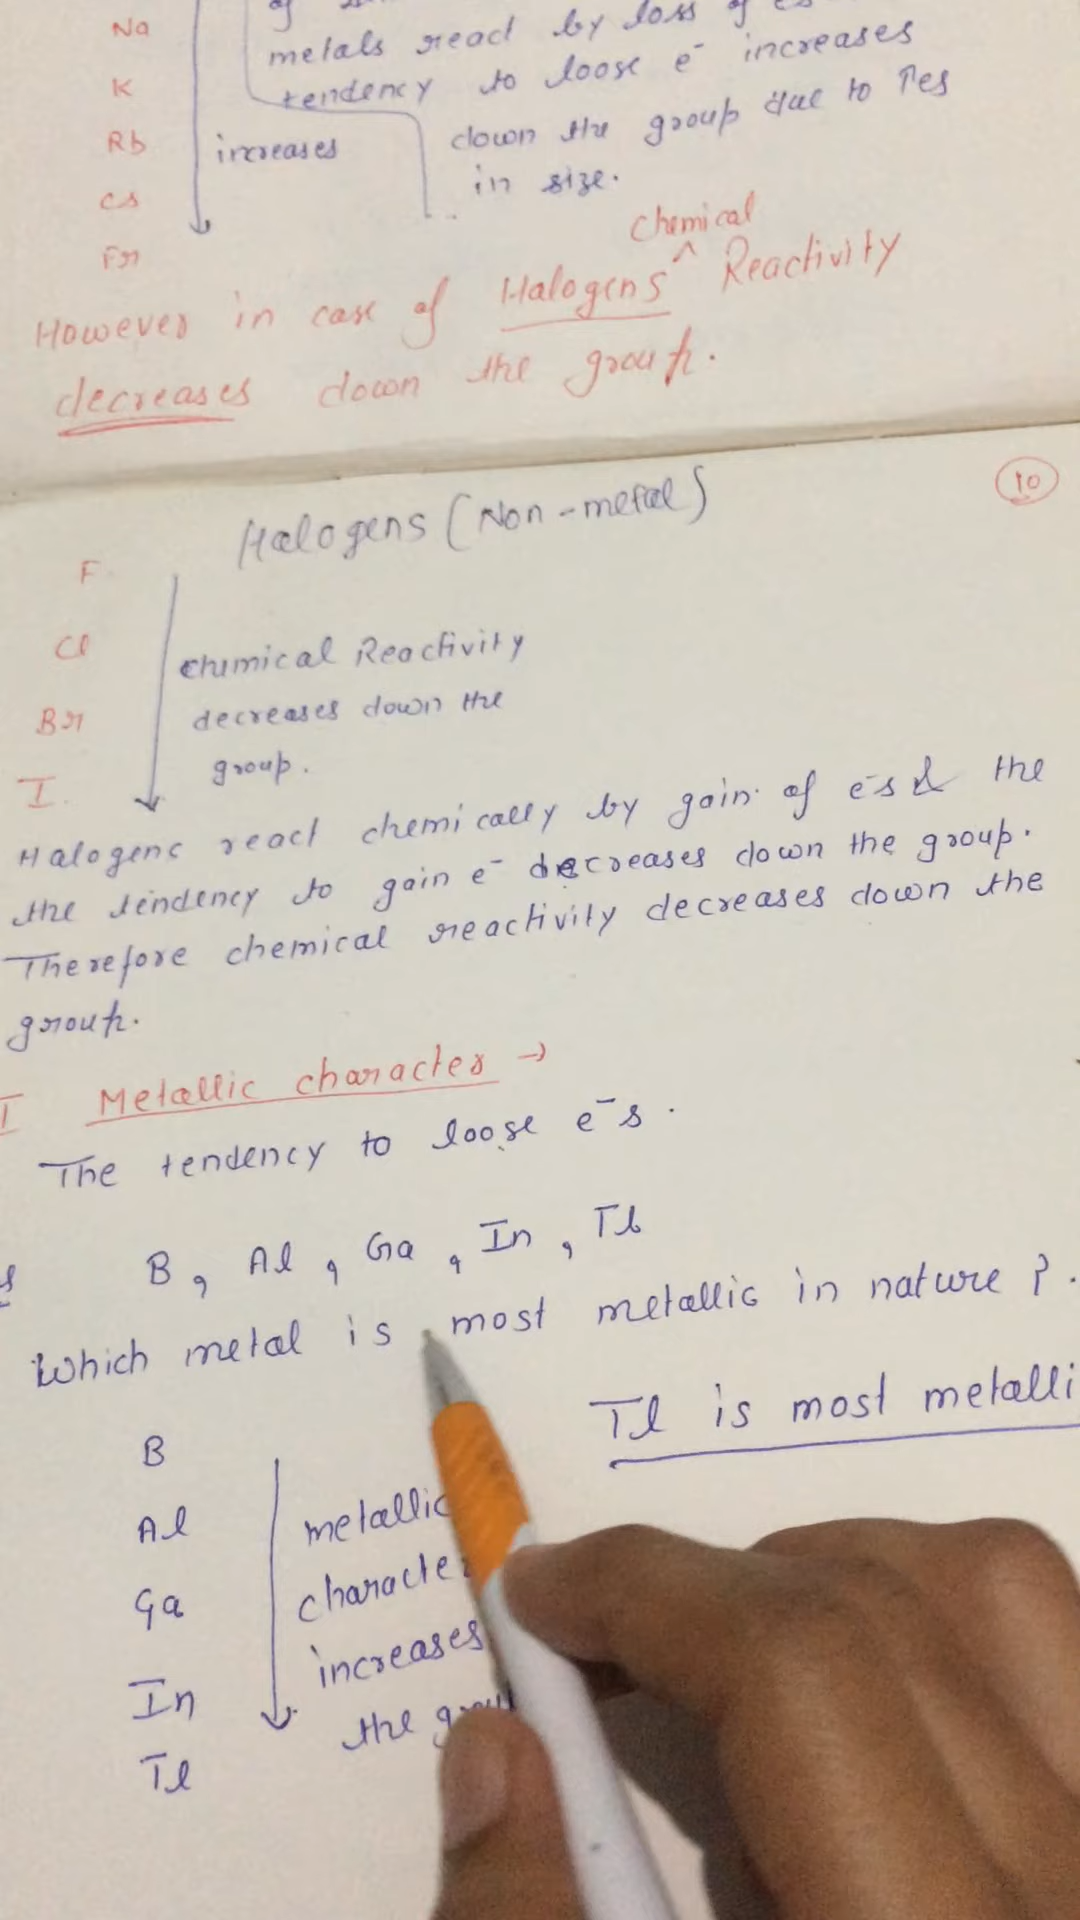 Na
K
Rb
Cs
Fr
increases
of
metals react by loss of es
tendency to loose e⁻ increases
down the group due to ↑es
in size.
However in case of Halogens ^ Chemical Reactivity
decreases down the group.
10
Halogens (Non-metal)
F
Cl
Br
I.
Chemical Reactivity
decreases down the
group.
Halogens react chemically by gain of e⁻s & the
the tendency to gain e⁻ decreases down the group.
Therefore chemical reactivity decreases down the
group.
I Metallic character →
The tendency to loose e⁻s.
B, Al, Ga, In, Tl
Which metal is most metallic in nature ?.
Tl is most metalli
B
Al
Ga
In
Tl
metallic
character
increases
the grou